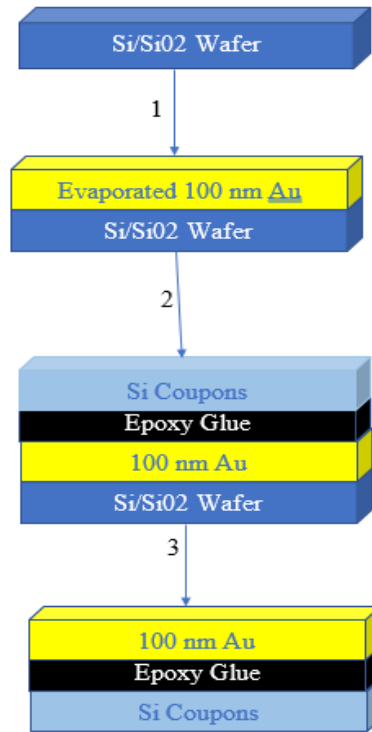 Si/Si02 Wafer
1
Evaporated 100 nm Au
Si/Si02 Wafer
2
Si Coupons
Epoxy Glue
100 nm Au
Si/Si02 Wafer
3
100 nm Au
Epoxy Glue
Si Coupons